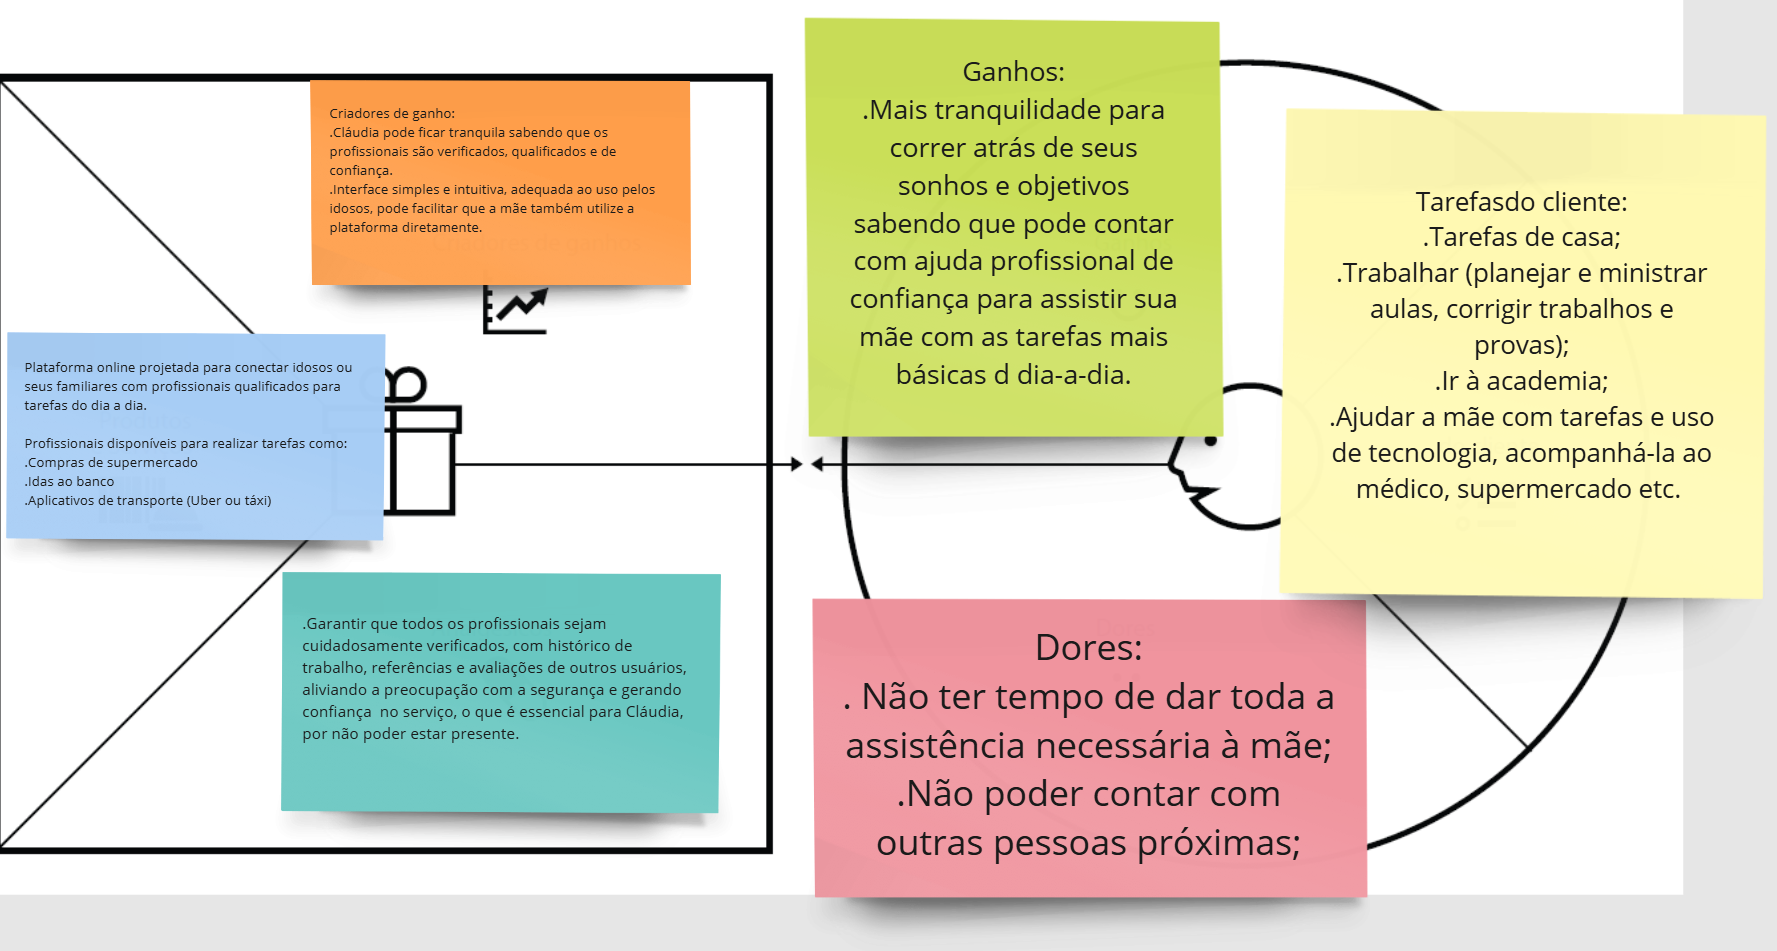 Criadores de ganho:
.Cláudia pode ficar tranquila sabendo que os
profissionais são verificados, qualificados e de
confiança.
.Interface simples e intuitiva, adequada ao uso pelos
idosos, pode facilitar que a mãe também utilize a
plataforma diretamente.
Plataforma online projetada para conectar idosos ou
seus familiares com profissionais qualificados para
tarefas do dia a dia.
Profissionais disponíveis para realizar tarefas como:
.Compras de supermercado
.Idas ao banco
.Aplicativos de transporte (Uber ou táxi)
.Garantir que todos os profissionais sejam
cuidadosamente verificados, com histórico de
trabalho, referências e avaliações de outros usuários,
aliviando a preocupação com a segurança e gerando
confiança  no serviço, o que é essencial para Cláudia,
por não poder estar presente.
Ganhos:
.Mais tranquilidade para
correr atrás de seus
sonhos e objetivos
sabendo que pode contar
com ajuda profissional de
confiança para assistir sua
mãe com as tarefas mais
básicas d dia-a-dia.
Tarefasdo cliente:
.Tarefas de casa;
.Trabalhar (planejar e ministrar
aulas, corrigir trabalhos e
provas);
.Ir à academia;
.Ajudar a mãe com tarefas e uso
de tecnologia, acompanhá-la ao
médico, supermercado etc.
Dores:
. Não ter tempo de dar toda a
assistência necessária à mãe;
.Não poder contar com
outras pessoas próximas;